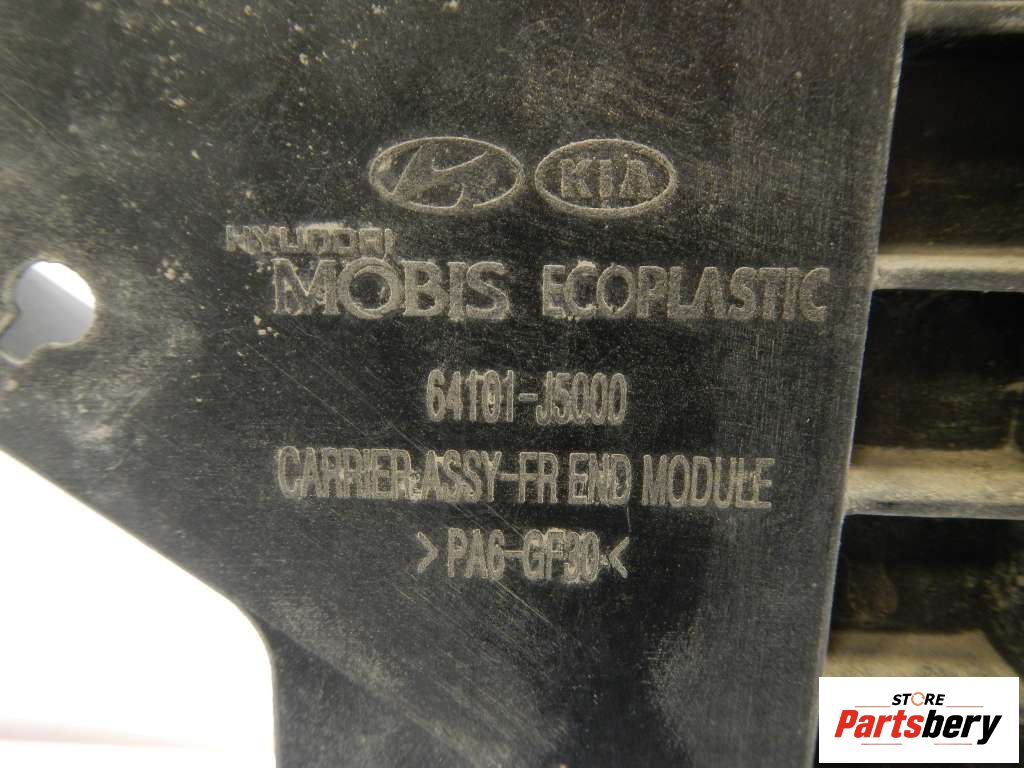 KIA
HYUNDAI
MOBIS ECOPLASTIC
64101-J5000
CARRIER ASSY-FR END MODULE
>PA6-GF30<
STORE
Partsbery